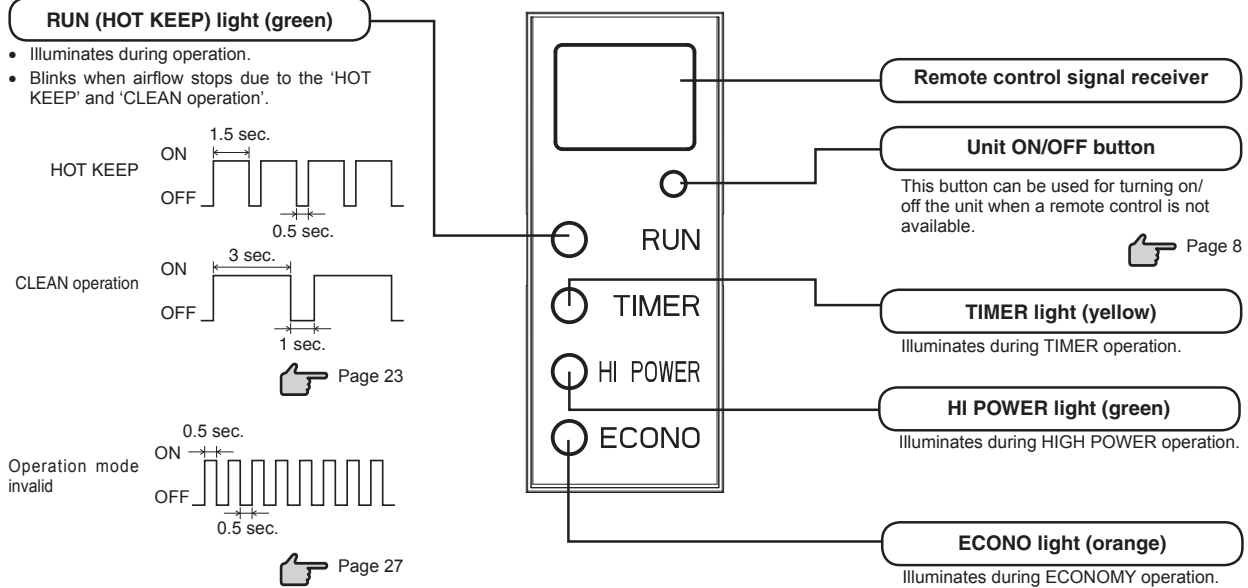 RUN (HOT KEEP) light (green)
• Illuminates during operation.
• Blinks when airflow stops due to the ‘HOT
KEEP’ and ‘CLEAN operation’.
1.5 sec.
HOT KEEP
ON
OFF
0.5 sec.
3 sec.
CLEAN operation
ON
OFF
1 sec.
Page 23
0.5 sec.
Operation mode
invalid
ON
OFF
0.5 sec.
Page 27
RUN
TIMER
HI POWER
ECONO
Remote control signal receiver
Unit ON/OFF button
This button can be used for turning on/
off the unit when a remote control is not
available.
Page 8
TIMER light (yellow)
Illuminates during TIMER operation.
HI POWER light (green)
Illuminates during HIGH POWER operation.
ECONO light (orange)
Illuminates during ECONOMY operation.